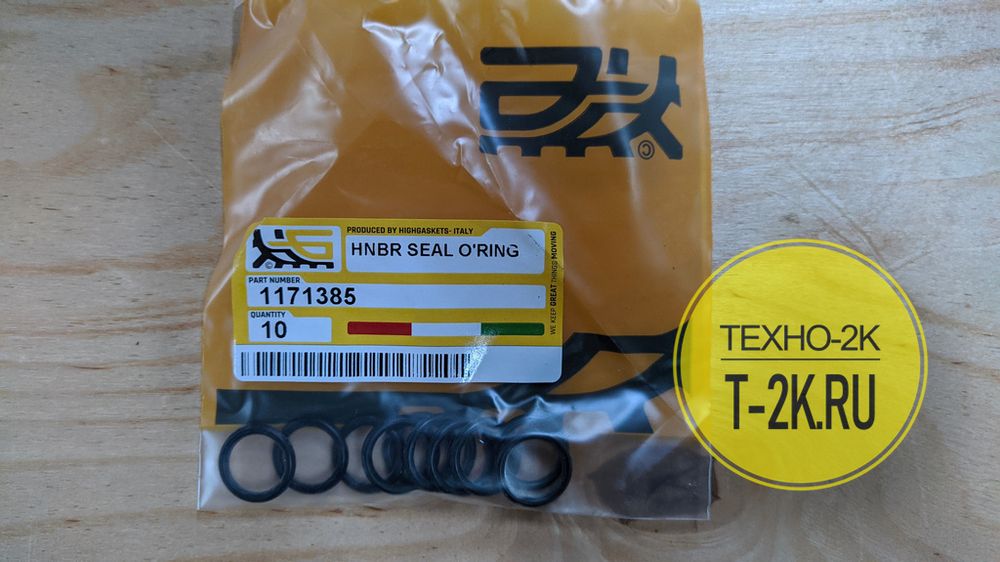 PRODUCED BY HIGHGASKETS- ITALY
HNBR SEAL O'RING
PART NUMBER
1171385
QUANTITY
10
WE KEEP GREAT THINGS MOVING
ТЕХНО-2К
T-2K.RU